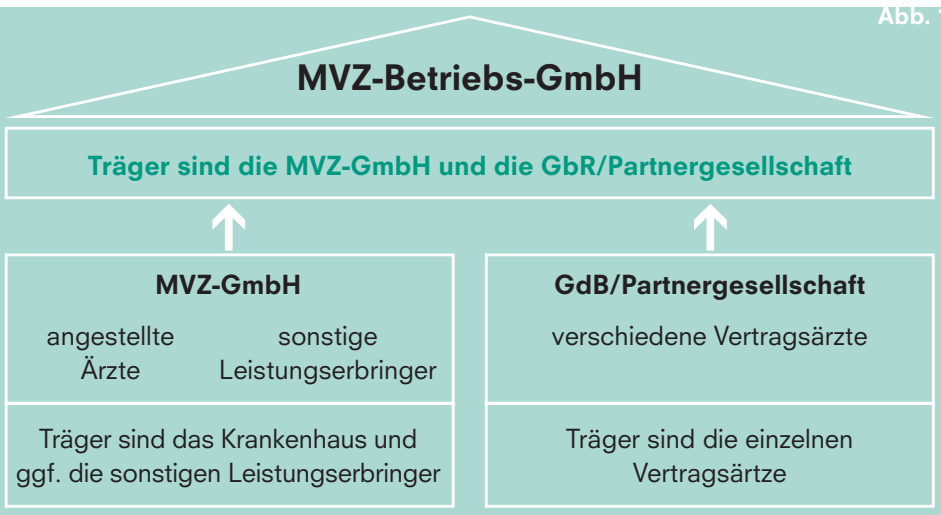 Abb.
MVZ-Betriebs-GmbH
Träger sind die MVZ-GmbH und die GbR/Partnergesellschaft
MVZ-GmbH
angestellte
Ärzte
sonstige
Leistungserbringer
Träger sind das Krankenhaus und
ggf. die sonstigen Leistungserbringer
GdB/Partnergesellschaft
verschiedene Vertragsärzte
Träger sind die einzelnen
Vertragsärtze